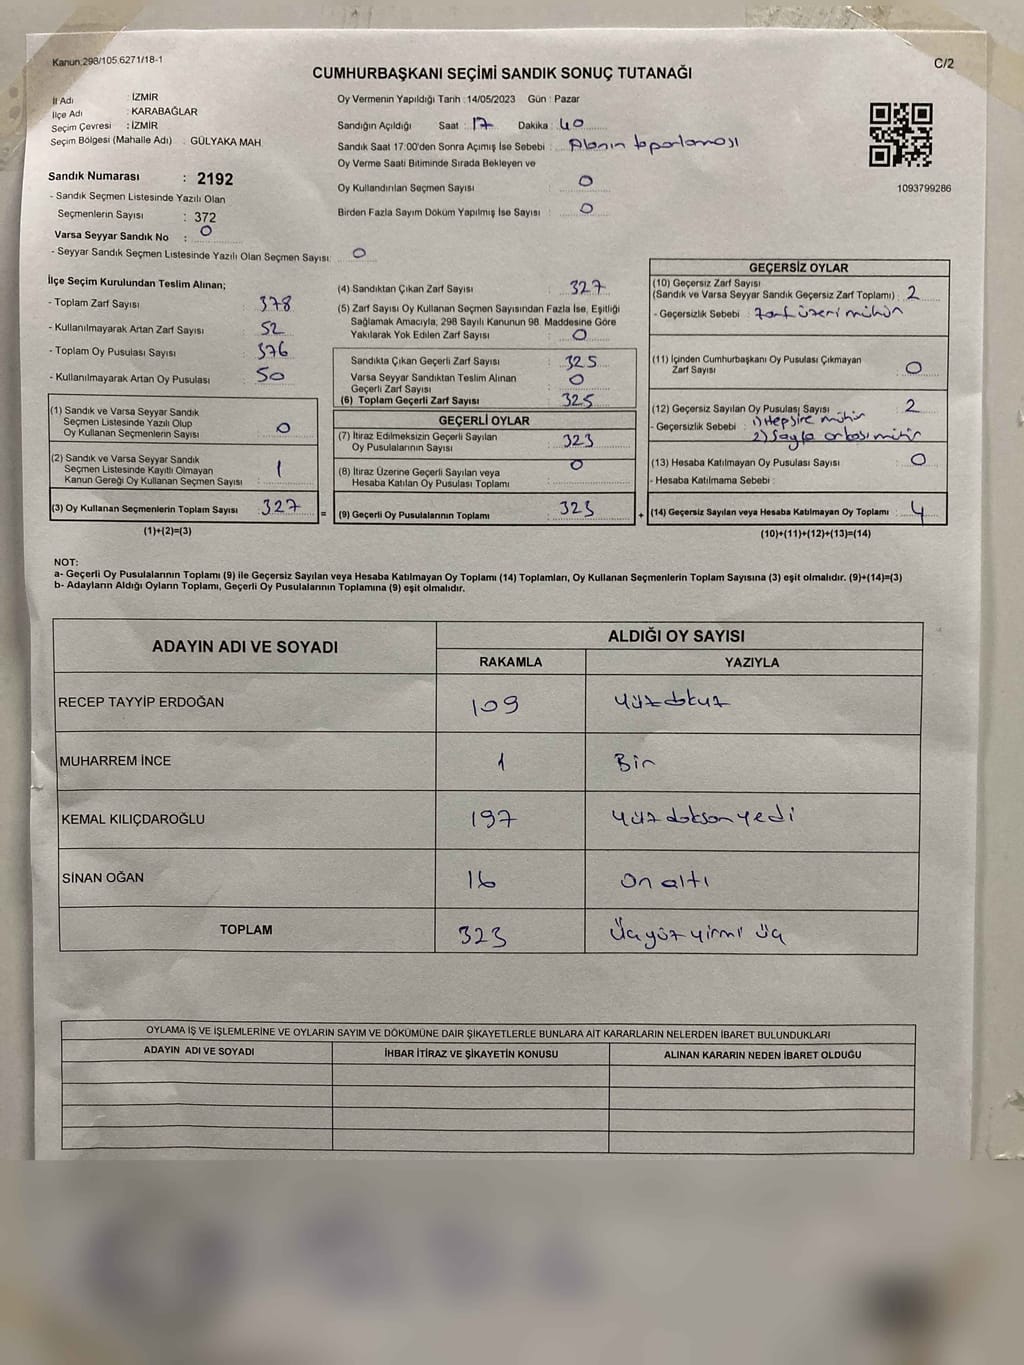 Kanun:298/105.6271/18-1
C/2
CUMHURBAŞKANI SEÇİMİ SANDIK SONUÇ TUTANAĞI
İl Adı : İZMİR
İlçe Adı : KARABAĞLAR
Seçim Çevresi : İZMİR
Seçim Bölgesi (Mahalle Adı) : GÜLYAKA MAH.
Sandık Numarası : 2192
- Sandık Seçmen Listesinde Yazılı Olan
Seçmenlerin Sayısı : 372
Varsa Seyyar Sandık No : 0
- Seyyar Sandık Seçmen Listesinde Yazılı Olan Seçmen Sayısı: 0
Oy Vermenin Yapıldığı Tarih : 14/05/2023 Gün : Pazar
Sandığın Açıldığı Saat : 17 Dakika : 40
Sandık Saat 17:00'den Sonra Açımış İse Sebebi : Alanın toparlaması
Oy Verme Saati Bitiminde Sırada Bekleyen ve
Oy Kullandırılan Seçmen Sayısı : 0
Birden Fazla Sayım Döküm Yapılmış İse Sayısı : 0
1093799286
İlçe Seçim Kurulundan Teslim Alınan;
- Toplam Zarf Sayısı : 378
- Kullanılmayarak Artan Zarf Sayısı : 52
- Toplam Oy Pusulası Sayısı : 376
- Kullanılmayarak Artan Oy Pusulası : 50
(1) Sandık ve Varsa Seyyar Sandık
Seçmen Listesinde Yazılı Olup
Oy Kullanan Seçmenlerin Sayısı : 0
(2) Sandık ve Varsa Seyyar Sandık
Seçmen Listesinde Kayıtlı Olmayan
Kanun Gereği Oy Kullanan Seçmen Sayısı : 1
(3) Oy Kullanan Seçmenlerin Toplam Sayısı : 327 =
(1)+(2)=(3)
(4) Sandıktan Çıkan Zarf Sayısı : 327
(5) Zarf Sayısı Oy Kullanan Seçmen Sayısından Fazla İse, Eşitliği
Sağlamak Amacıyla, 298 Sayılı Kanunun 98. Maddesine Göre
Yakılarak Yok Edilen Zarf Sayısı : 0
Sandıkta Çıkan Geçerli Zarf Sayısı : 325
Varsa Seyyar Sandıktan Teslim Alınan
Geçerli Zarf Sayısı : 0
(6) Toplam Geçerli Zarf Sayısı : 325
GEÇERLİ OYLAR
(7) İtiraz Edilmeksizin Geçerli Sayılan
Oy Pusulalarının Sayısı : 323
(8) İtiraz Üzerine Geçerli Sayılan veya
Hesaba Katılan Oy Pusulası Toplamı : 0
(9) Geçerli Oy Pusulalarının Toplamı : 323 +
GEÇERSİZ OYLAR
(10) Geçersiz Zarf Sayısı
(Sandık ve Varsa Seyyar Sandık Geçersiz Zarf Toplamı) : 2
- Geçersizlik Sebebi : Zarf üzeri mühür
(11) İçinden Cumhurbaşkanı Oy Pusulası Çıkmayan
Zarf Sayısı : 0
(12) Geçersiz Sayılan Oy Pusulası Sayısı : 2
- Geçersizlik Sebebi : 1) Hepsine mühür
2) Sayfa ortası mühür
(13) Hesaba Katılmayan Oy Pusulası Sayısı : 0
- Hesaba Katılmama Sebebi :
(14) Geçersiz Sayılan veya Hesaba Katılmayan Oy Toplamı : 4
(10)+(11)+(12)+(13)=(14)
NOT:
a- Geçerli Oy Pusulalarının Toplamı (9) ile Geçersiz Sayılan veya Hesaba Katılmayan Oy Toplamı (14) Toplamları, Oy Kullanan Seçmenlerin Toplam Sayısına (3) eşit olmalıdır. (9)+(14)=(3)
b- Adayların Aldığı Oyların Toplamı, Geçerli Oy Pusulalarının Toplamına (9) eşit olmalıdır.
ADAYIN ADI VE SOYADI
ALDIĞI OY SAYISI
RAKAMLA YAZIYLA
RECEP TAYYİP ERDOĞAN 109 yüz dokuz
MUHARREM İNCE 1 Bir
KEMAL KILIÇDAROĞLU 197 yüz doksan yedi
SİNAN OĞAN 16 On altı
TOPLAM 323 Üçyüz yirmi üç
OYLAMA İŞ VE İŞLEMLERİNE VE OYLARIN SAYIM VE DÖKÜMÜNE DAİR ŞİKAYETLERLE BUNLARA AİT KARARLARIN NELERDEN İBARET BULUNDUKLARI
ADAYIN ADI VE SOYADI İHBAR İTİRAZ VE ŞİKAYETİN KONUSU ALINAN KARARIN NEDEN İBARET OLDUĞU